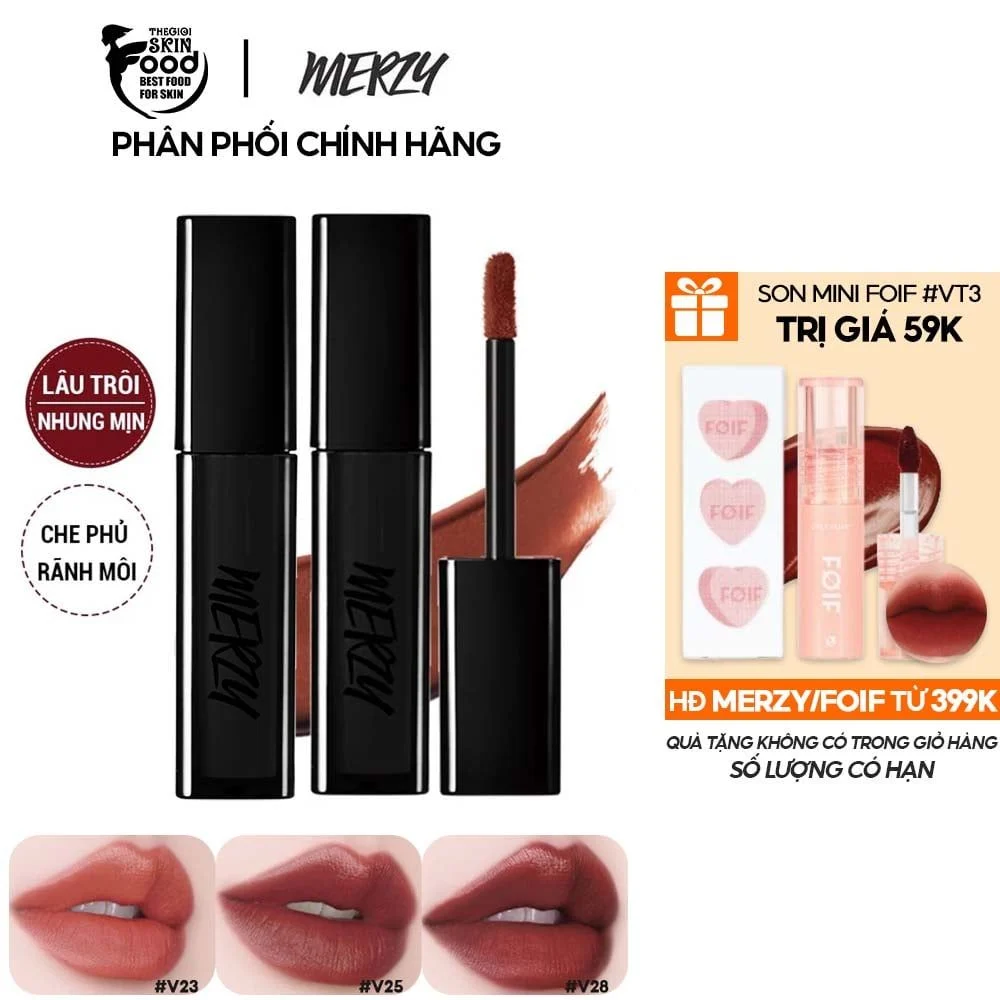 THEGIOI
SKIN
Food
BEST FOOD
FOR SKIN
MERZY
PHÂN PHỐI CHÍNH HÃNG
LÂU TRÔI
NHUNG MỊN
CHE PHỦ
RÃNH MÔI
MERZY
MERZY
SON MINI FOIF #VT3
TRỊ GIÁ 59K
FOIF
FOIF
FOIF
FOIF
HĐ MERZY/FOIF TỪ 399K
QUÀ TẶNG KHÔNG CÓ TRONG GIỎ HÀNG
SỐ LƯỢNG CÓ HẠN
#V23
#V25
#V28